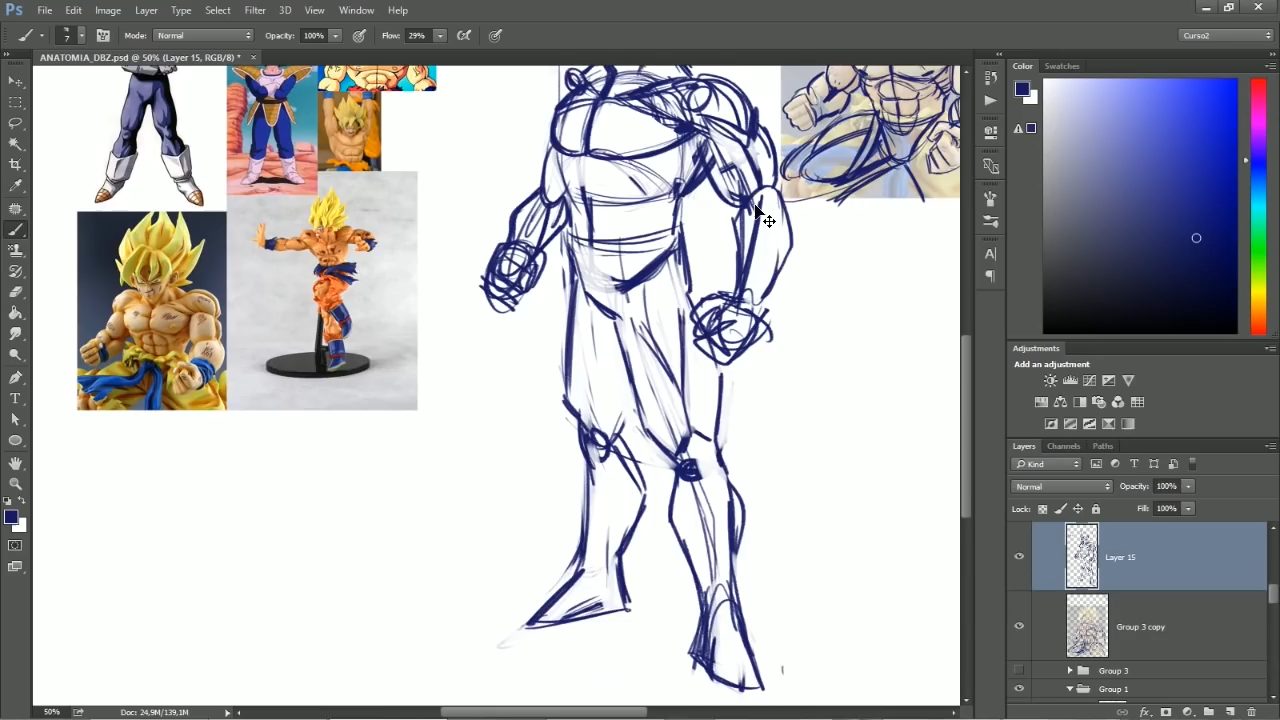 Ps File Edit Image Layer Type Select Filter 3D View Window Help
7 Mode: Normal Opacity: 100% Flow: 29% Curso2
ANATOMIA_DBZ.psd @ 50% (Layer 15, RGB/8) * ×
Color Swatches
Adjustments
Add an adjustment
Layers Channels Paths
Kind
Normal Opacity: 100%
Lock: Fill: 100%
Layer 15
Group 3 copy
Group 3
Group 1
50% Doc: 24,9M/139,1M